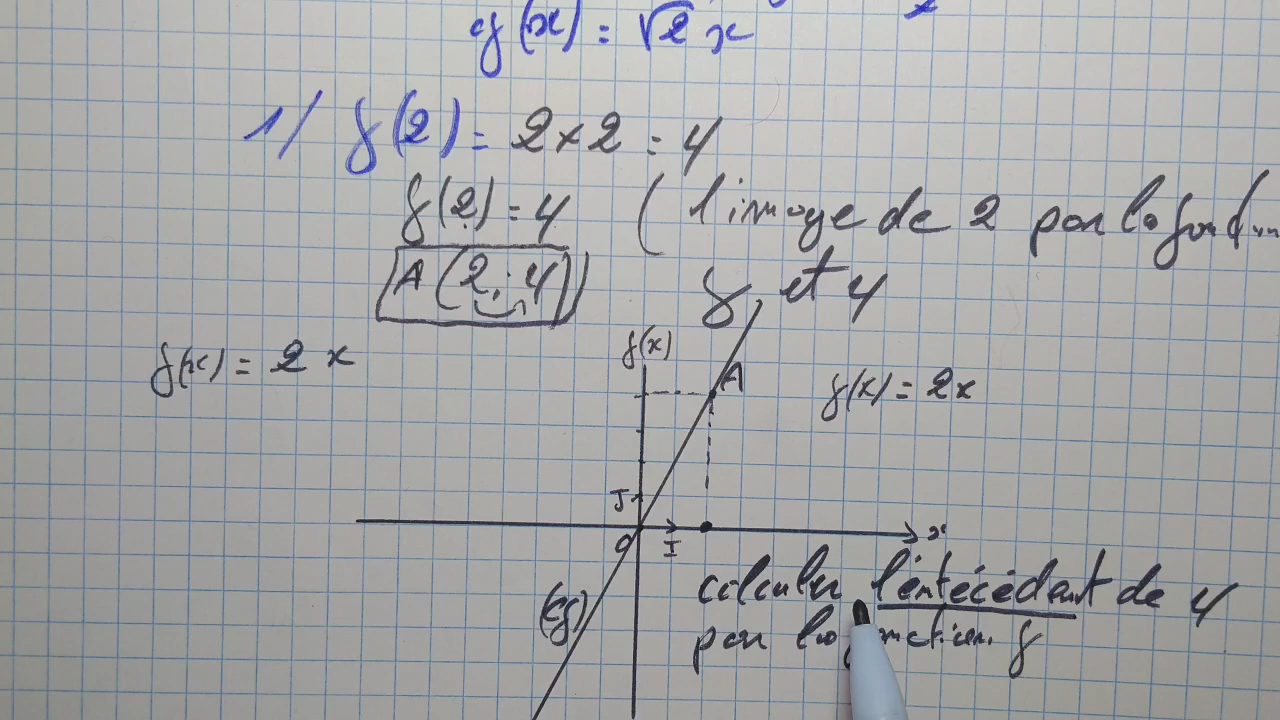 g(x) = √2 x
1/ f(2) = 2×2 = 4
f(2) = 4 ( l'image de 2 par la fonction
f et 4
A(2; 4)
f(x) = 2x
f(x)
A
f(x) = 2x
J
O
I
x
(Cf)
calculer l'antécédent de 4
par la fonction f